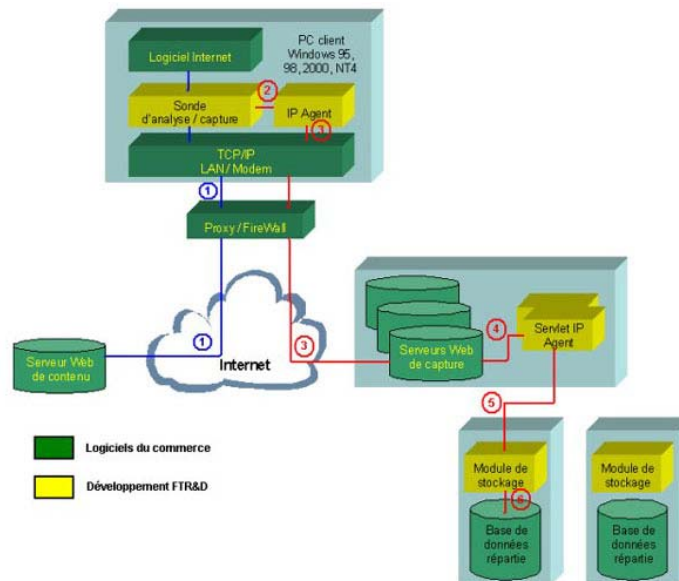 PC client
Windows 95,
98, 2000, NT4
Logiciel Internet
2
Sonde
d'analyse / capture
IP Agent
3
TCP/IP
LAN / Modem
1
Proxy / FireWall
1
Internet
3
Serveur Web
de contenu
Serveurs Web
de capture
4
Servlet IP
Agent
5
Logiciels du commerce
Développement FTR&D
Module de
stockage
6
Base de
données
répartie
Module de
stockage
Base de
données
répartie